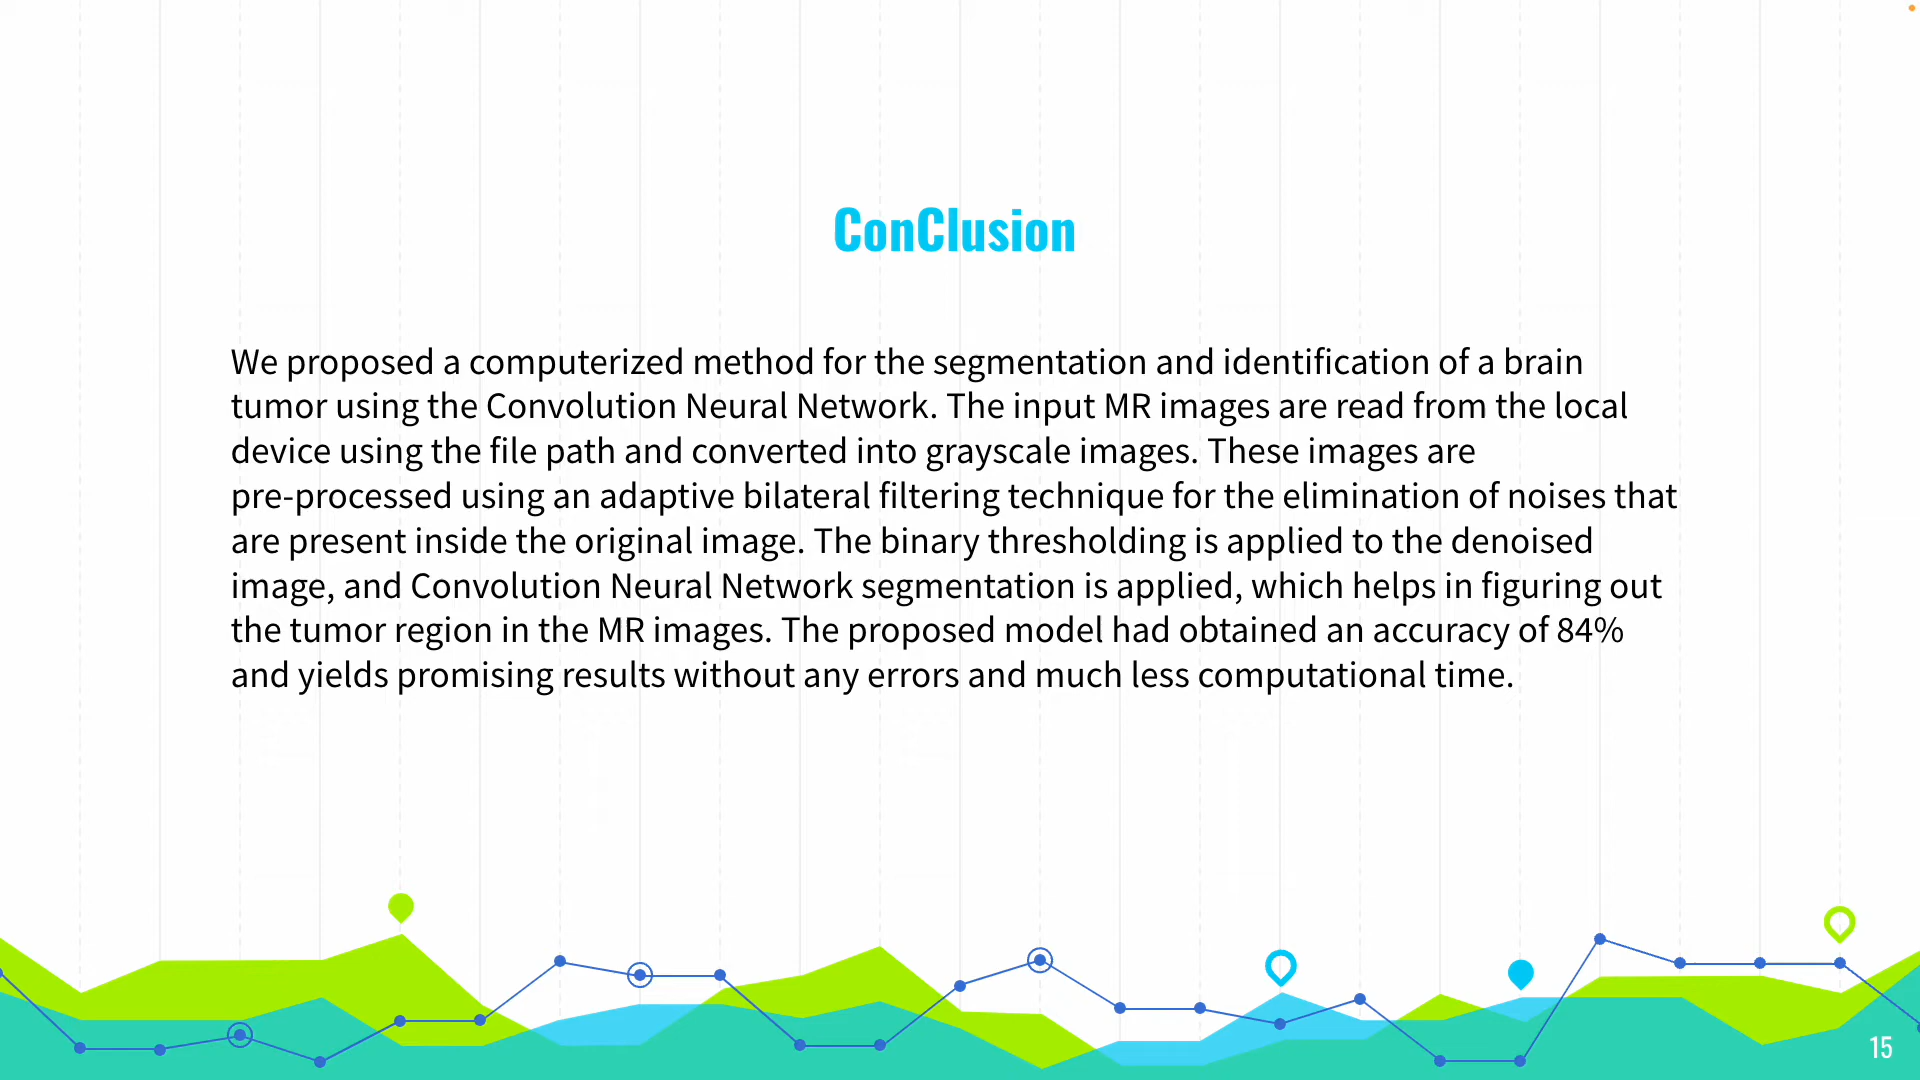 ConClusion
We proposed a computerized method for the segmentation and identification of a brain
tumor using the Convolution Neural Network. The input MR images are read from the local
device using the file path and converted into grayscale images. These images are
pre-processed using an adaptive bilateral filtering technique for the elimination of noises that
are present inside the original image. The binary thresholding is applied to the denoised
image, and Convolution Neural Network segmentation is applied, which helps in figuring out
the tumor region in the MR images. The proposed model had obtained an accuracy of 84%
and yields promising results without any errors and much less computational time.
15